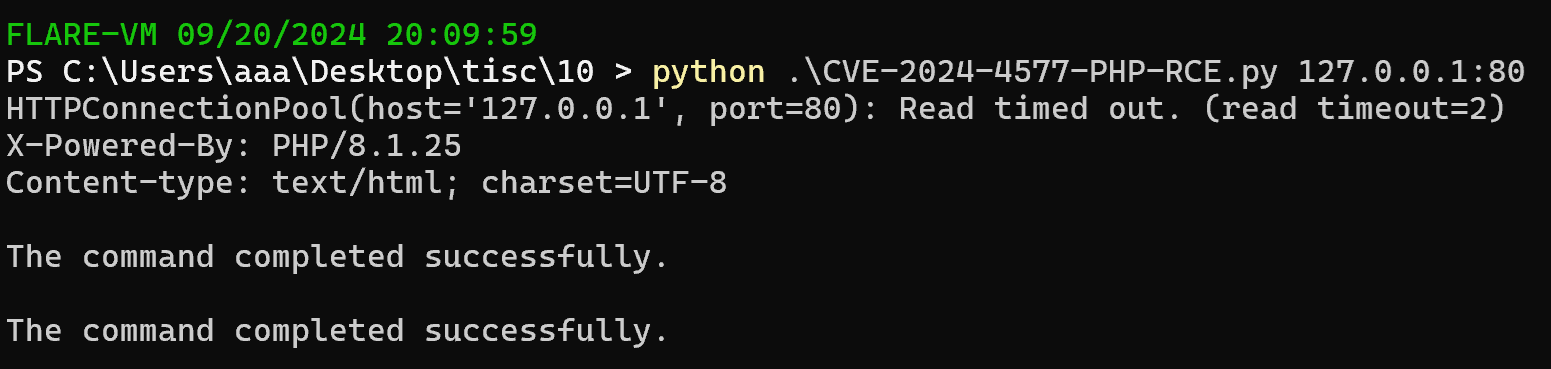 FLARE-VM 09/20/2024 20:09:59
PS C:\Users\aaa\Desktop\tisc\10 > python .\CVE-2024-4577-PHP-RCE.py 127.0.0.1:80
HTTPConnectionPool(host='127.0.0.1', port=80): Read timed out. (read timeout=2)
X-Powered-By: PHP/8.1.25
Content-type: text/html; charset=UTF-8
The command completed successfully.
The command completed successfully.